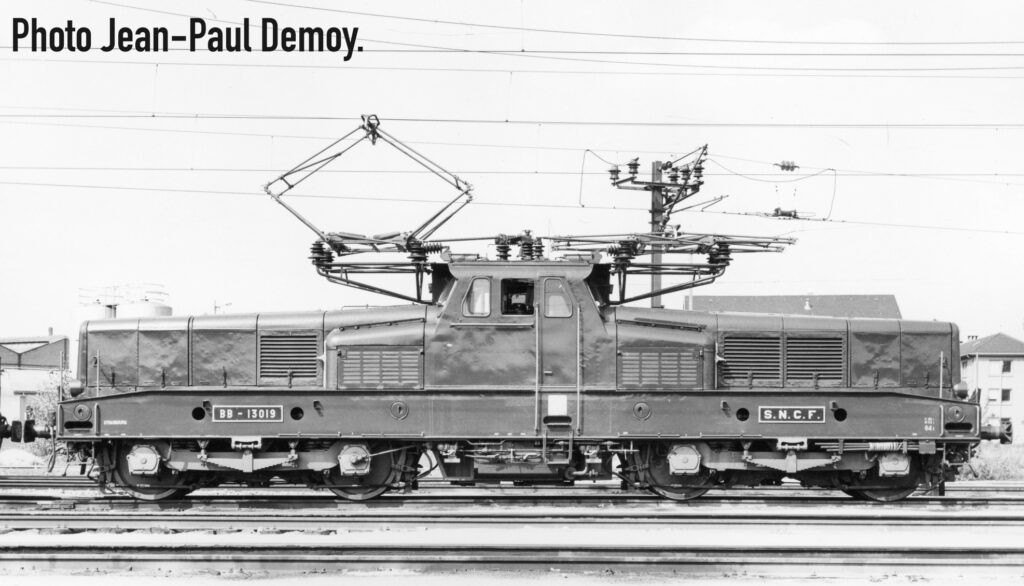 Photo Jean-Paul Demoy.
BB - 13019
S.N.C.F.